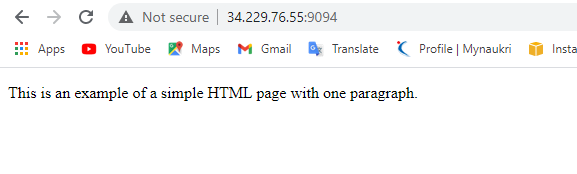 Not secure | 34.229.76.55:9094
Apps YouTube Maps Gmail Translate Profile | Mynaukri Insta
This is an example of a simple HTML page with one paragraph.